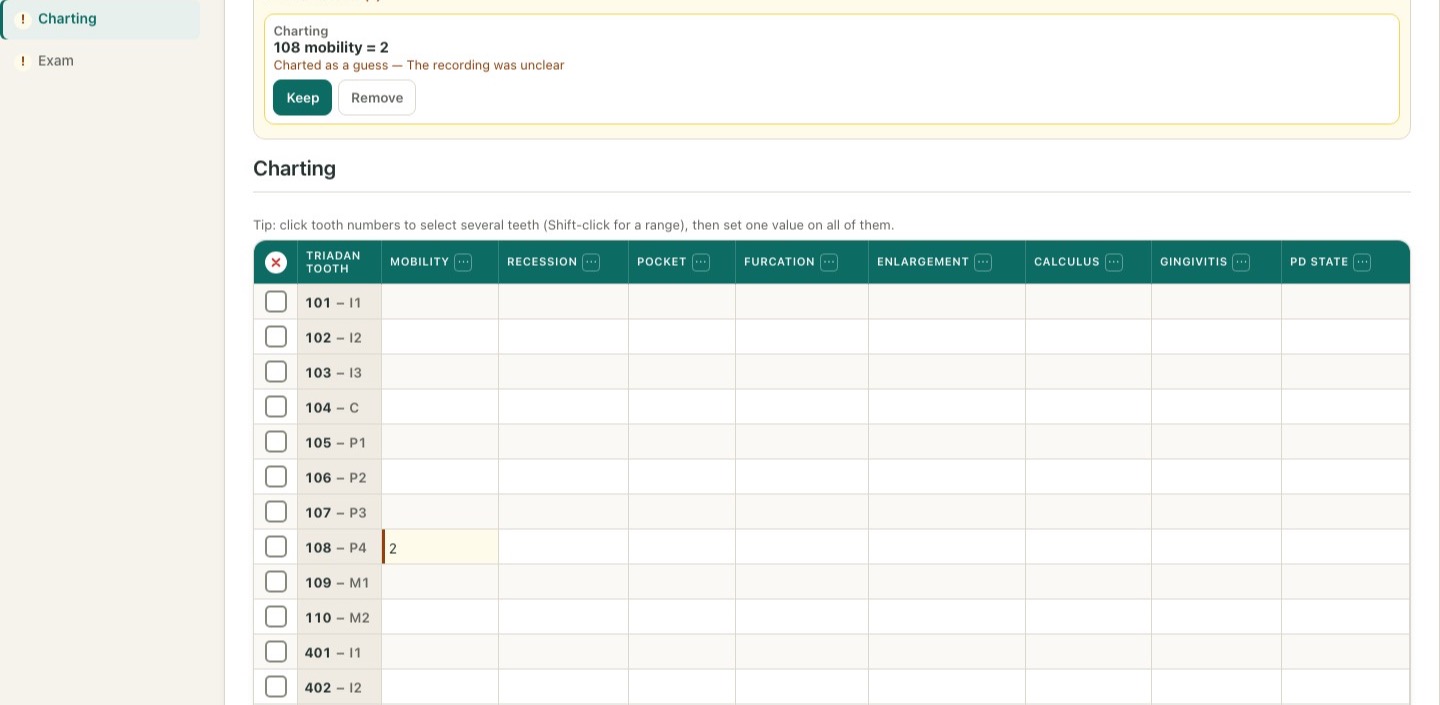 ! Charting
! Exam
Charting
108 mobility = 2
Charted as a guess — The recording was unclear
Keep Remove
Charting
Tip: click tooth numbers to select several teeth (Shift-click for a range), then set one value on all of them.
TRIADAN TOOTH MOBILITY ... RECESSION ... POCKET ... FURCATION ... ENLARGEMENT ... CALCULUS ... GINGIVITIS ... PD STATE ...
101 – I1
102 – I2
103 – I3
104 – C
105 – P1
106 – P2
107 – P3
108 – P4 2
109 – M1
110 – M2
401 – I1
402 – I2